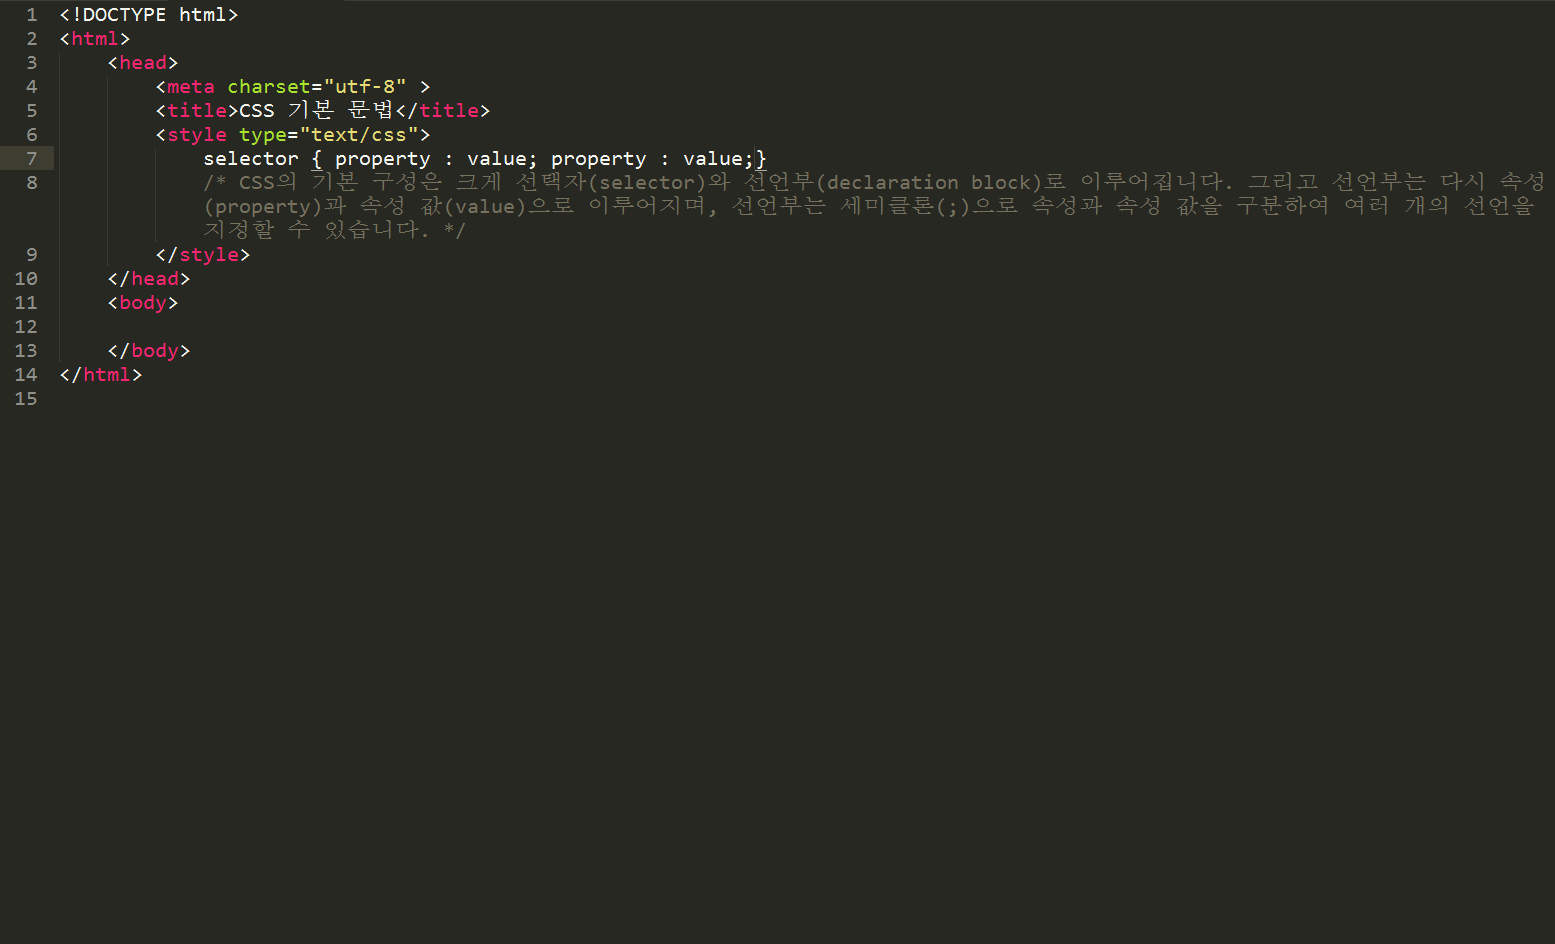 1 <!DOCTYPE html>
2 <html>
3 <head>
4 <meta charset="utf-8" >
5 <title>CSS 기본 문법</title>
6 <style type="text/css">
7 selector { property : value; property : value;}
8 /* CSS의 기본 구성은 크게 선택자(selector)와 선언부(declaration block)로 이루어집니다. 그리고 선언부는 다시 속성
(property)과 속성 값(value)으로 이루어지며, 선언부는 세미클론(;)으로 속성과 속성 값을 구분하여 여러 개의 선언을
지정할 수 있습니다. */
9 </style>
10 </head>
11 <body>
12
13 </body>
14 </html>
15